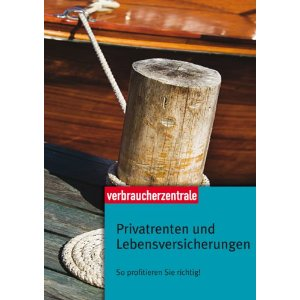 verbraucherzentrale
Privatrenten und
Lebensversicherungen
So profitieren Sie richtig!